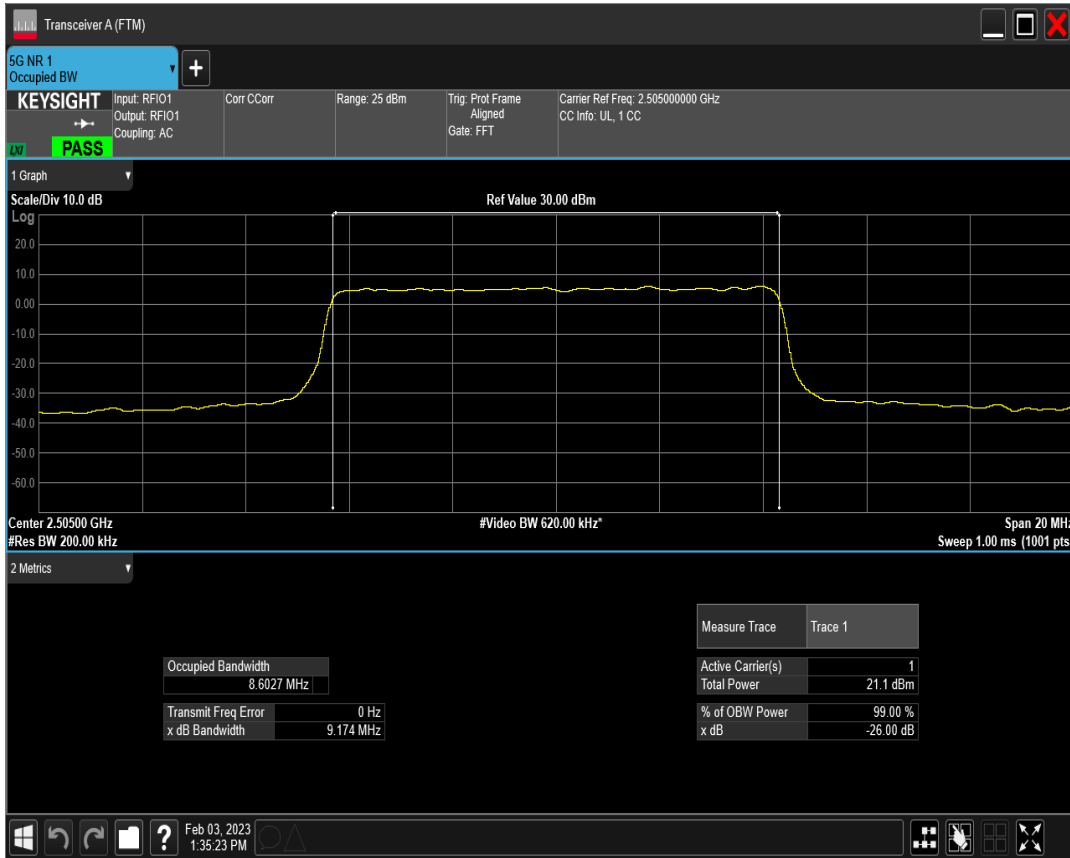 Transceiver A (FTM)
5G NR 1
Occupied BW
+
KEYSIGHT
Input: RFIO1
Output: RFIO1
Coupling: AC
Corr CCorr
Range: 25 dBm
Trig: Prot Frame
Aligned
Gate: FFT
Carrier Ref Freq: 2.505000000 GHz
CC Info: UL, 1 CC
LXI
PASS
1 Graph
Scale/Div 10.0 dB
Ref Value 30.00 dBm
Log
20.0
10.0
0.00
-10.0
-20.0
-30.0
-40.0
-50.0
-60.0
Center 2.50500 GHz
#Video BW 620.00 kHz*
Span 20 MHz
#Res BW 200.00 kHz
Sweep 1.00 ms (1001 pts
2 Metrics
Measure Trace
Trace 1
Occupied Bandwidth
8.6027 MHz
Active Carrier(s)
1
Total Power
21.1 dBm
Transmit Freq Error
0 Hz
% of OBW Power
99.00 %
x dB Bandwidth
9.174 MHz
x dB
-26.00 dB
?
Feb 03, 2023
1:35:23 PM